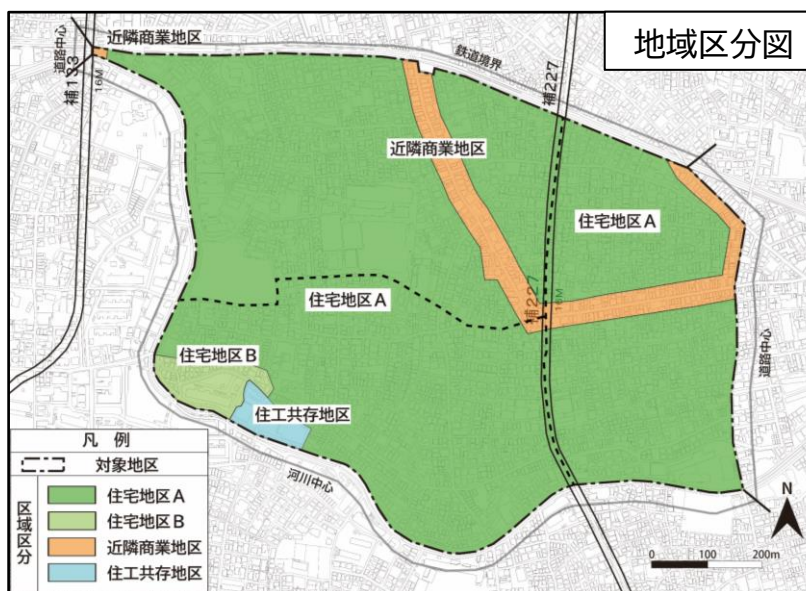 地域区分図
近隣商業地区
道路中心
補133
16M
鉄道境界
補227
近隣商業地区
住宅地区A
住宅地区A
補227
16M
住宅地区B
住工共存地区
道路中心
河川中心
凡 例
対象地区
区域区分
住宅地区A
住宅地区B
近隣商業地区
住工共存地区
N
0 100 200m